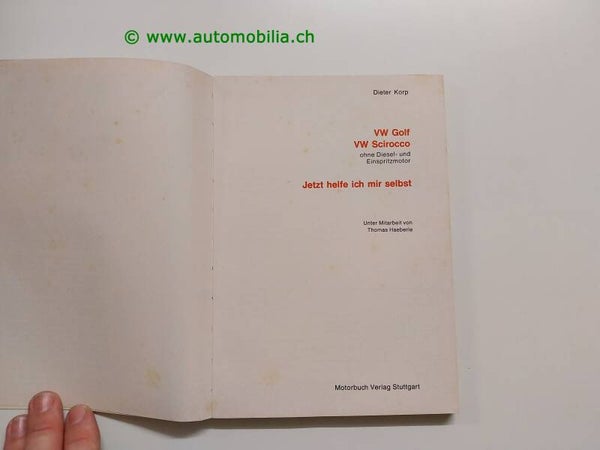 © www.automobilia.ch
Dieter Korp
VW Golf
VW Scirocco
ohne Diesel- und
Einspritzmotor
Jetzt helfe ich mir selbst
Unter Mitarbeit von
Thomas Haeberle
Motorbuch Verlag Stuttgart